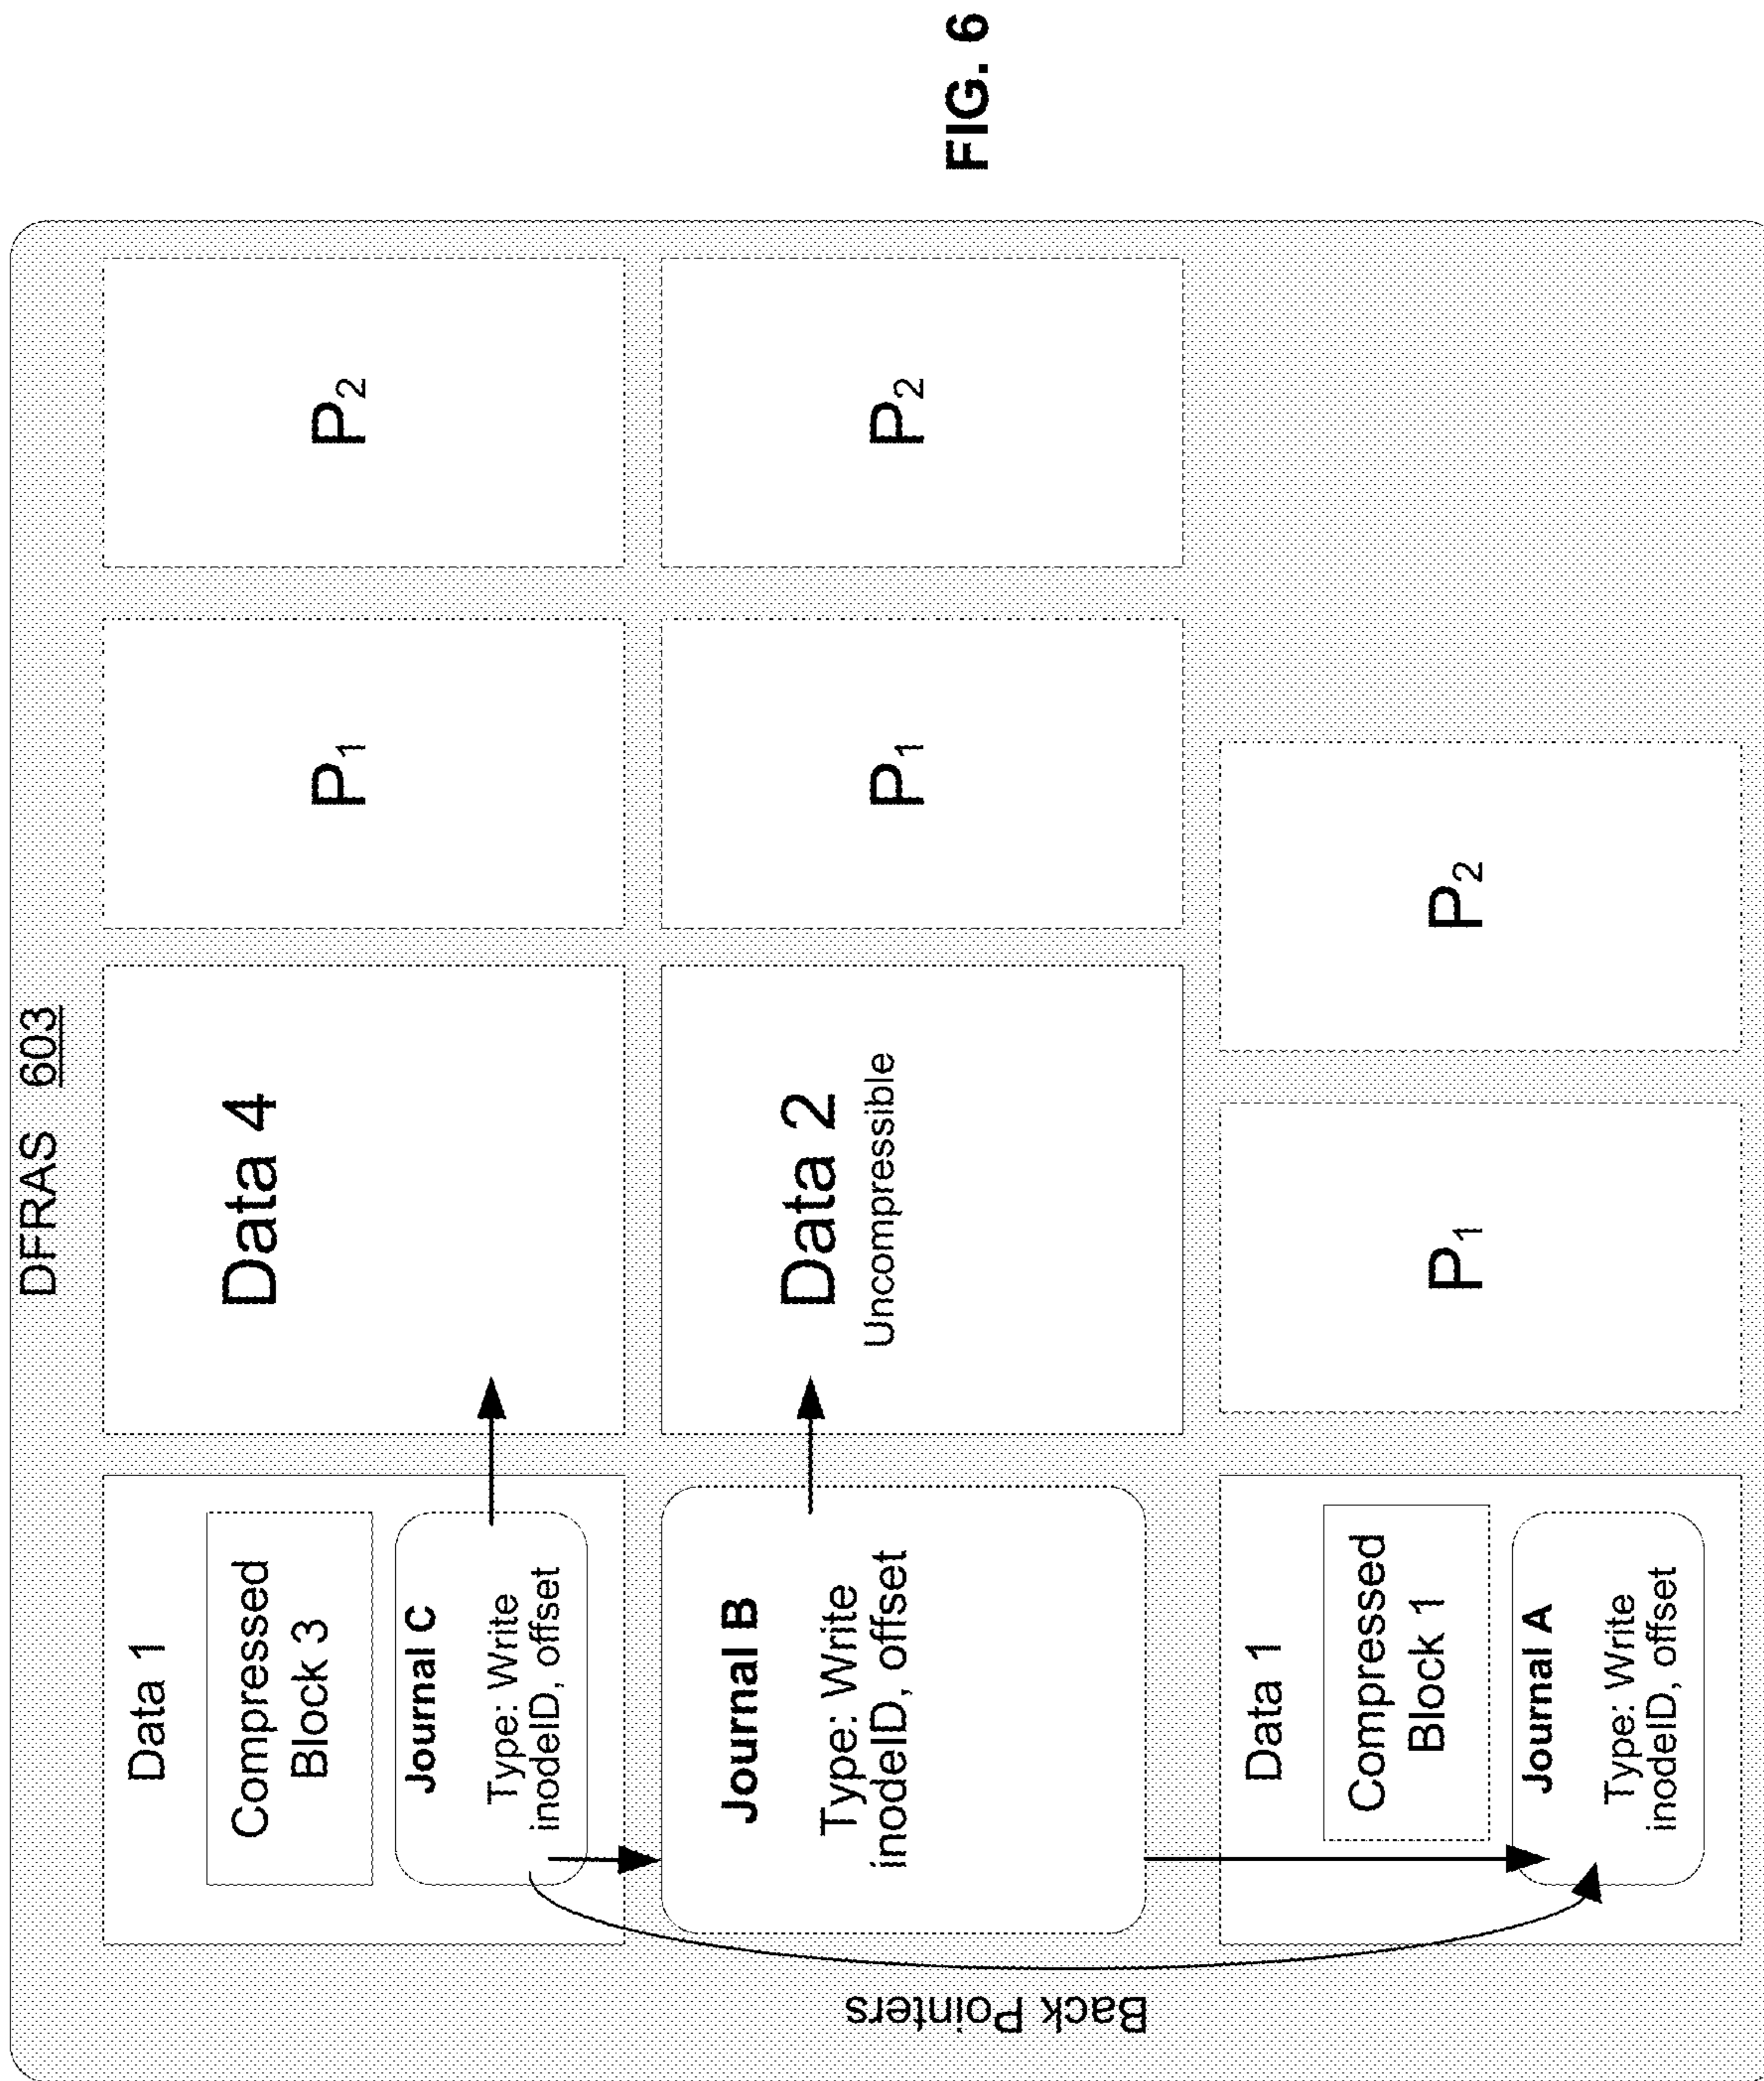 DFRAS 603
Data 1
Compressed
Block 3
Journal C
Type: Write
inodeID, offset
Data 4
P₁
P₂
Journal B
Type: Write
inodeID, offset
Data 2
Uncompressible
P₁
P₂
Data 1
Compressed
Block 1
Journal A
Type: Write
inodeID, offset
P₁
P₂
Back Pointers
FIG. 6